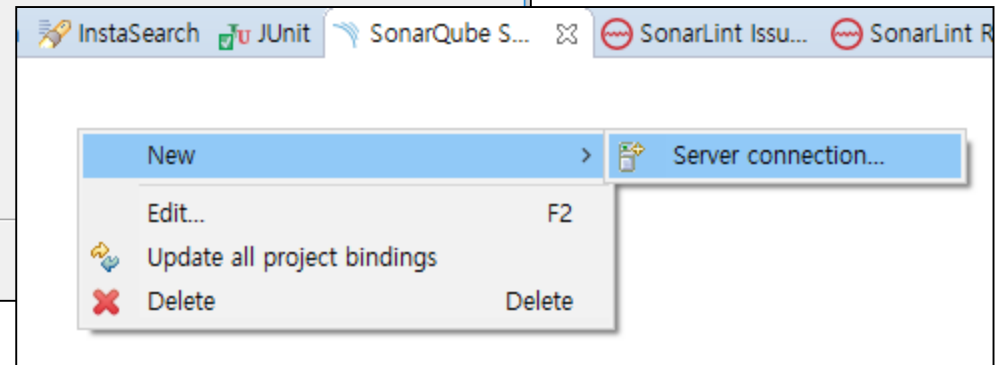 InstaSearch JUnit SonarQube S... SonarLint Issu... SonarLint R
New > Server connection...
Edit... F2
Update all project bindings
Delete Delete